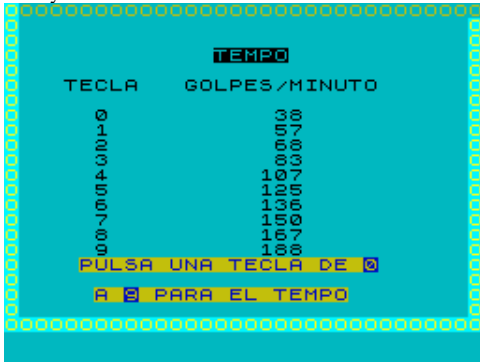 TEMPO
TECLA GOLPES/MINUTO
0 38
1 57
2 68
3 83
4 107
5 125
6 136
7 150
8 167
9 188
PULSA UNA TECLA DE 0
A 9 PARA EL TEMPO